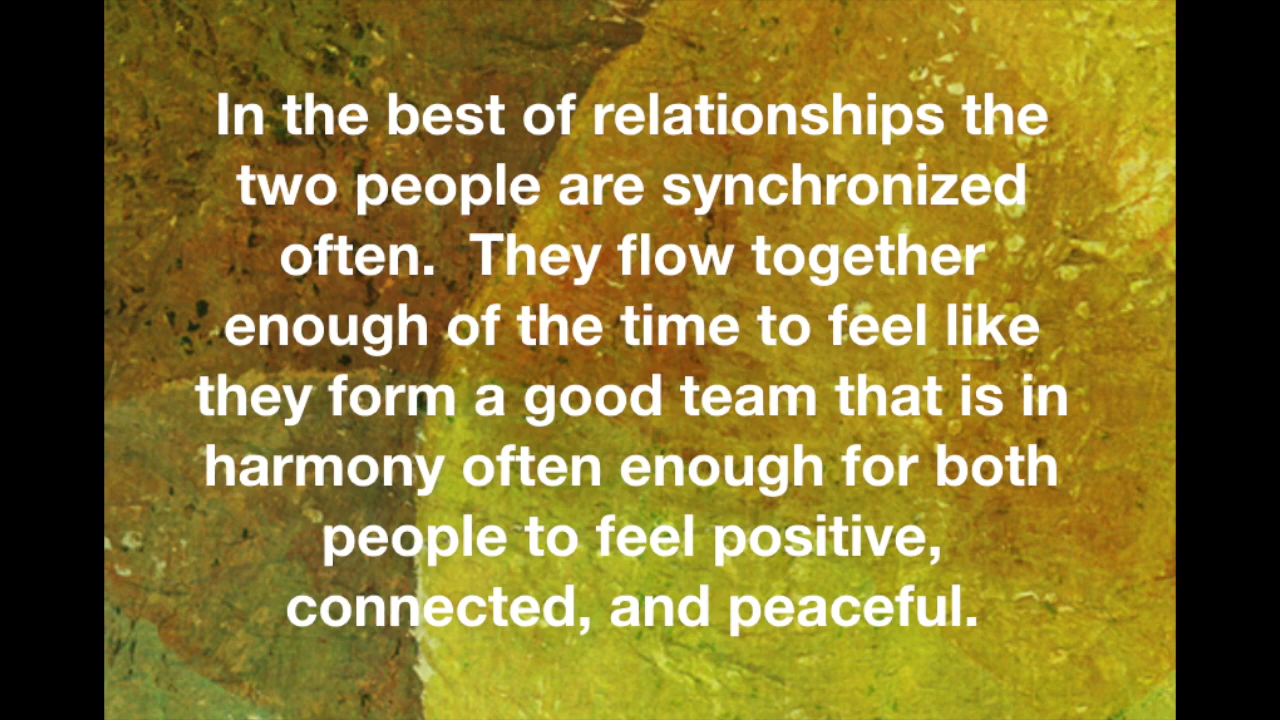 In the best of relationships the
two people are synchronized
often.  They flow together
enough of the time to feel like
they form a good team that is in
harmony often enough for both
people to feel positive,
connected, and peaceful.